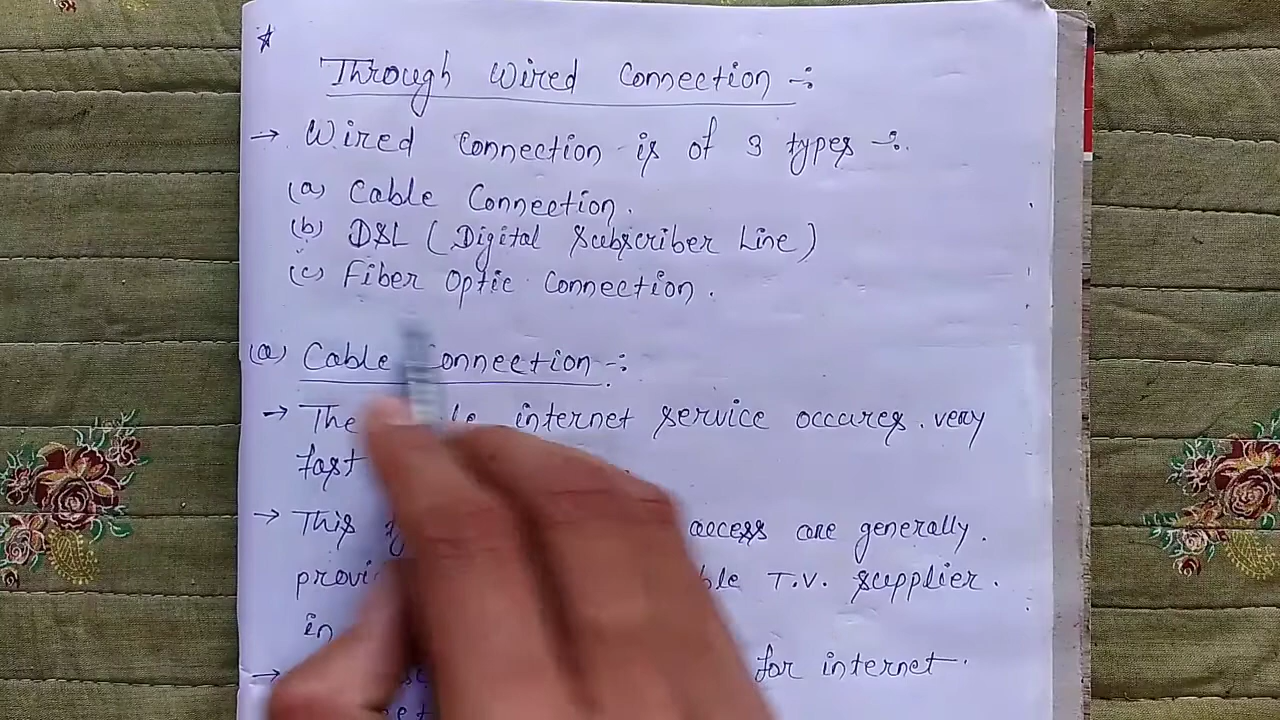 Through Wired Connection :-
→ Wired Connection is of 3 types :-
(a) Cable Connection.
(b) DSL (Digital Subscriber Line)
(c) Fiber Optic Connection.
(a) Cable Connection :-
→ The internet service occures very
fast
→ This access are generally.
T.V. supplier.
in
→ for internet.